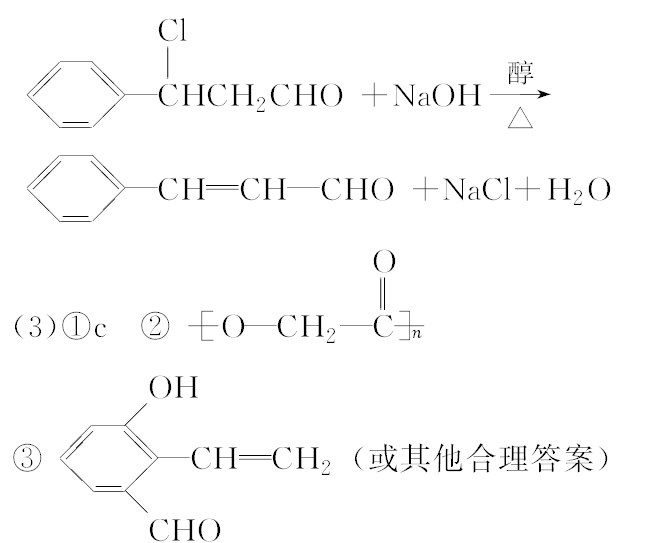 Cl
CHCH₂CHO +NaOH 醇 △
CH=CH—CHO +NaCl+H₂O
O
(3)①c ② [O—CH₂—C]ₙ
OH
③ CH=CH₂(或其他合理答案)
CHO